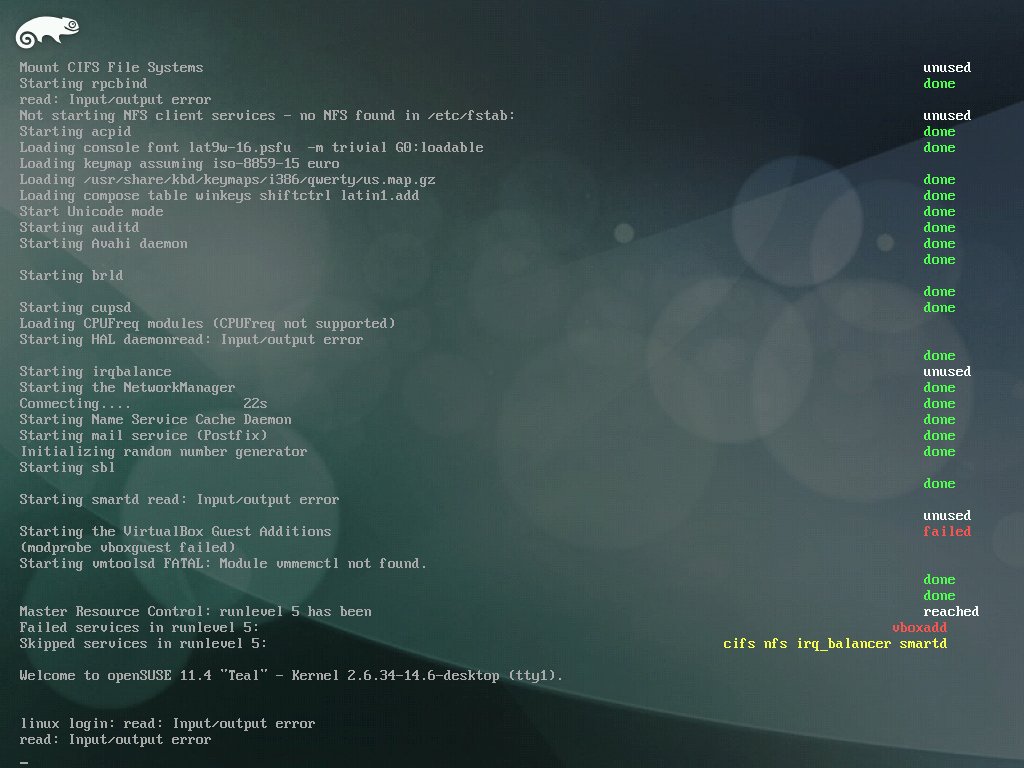 Mount CIFS File Systems unused
Starting rpcbind done
read: Input/output error
Not starting NFS client services - no NFS found in /etc/fstab: unused
Starting acpid done
Loading console font lat9w-16.psfu  -m trivial G0:loadable done
Loading keymap assuming iso-8859-15 euro
Loading /usr/share/kbd/keymaps/i386/qwerty/us.map.gz done
Loading compose table winkeys shiftctrl latin1.add done
Start Unicode mode done
Starting auditd done
Starting Avahi daemon done
done
Starting brld
done
Starting cupsd done
Loading CPUFreq modules (CPUFreq not supported)
Starting HAL daemonread: Input/output error
done
Starting irqbalance unused
Starting the NetworkManager done
Connecting.... 22s done
Starting Name Service Cache Daemon done
Starting mail service (Postfix) done
Initializing random number generator done
Starting sbl
done
Starting smartd read: Input/output error
unused
Starting the VirtualBox Guest Additions failed
(modprobe vboxguest failed)
Starting vmtoolsd FATAL: Module vmmemctl not found.
done
done
Master Resource Control: runlevel 5 has been reached
Failed services in runlevel 5: vboxadd
Skipped services in runlevel 5: cifs nfs irq_balancer smartd
Welcome to openSUSE 11.4 "Teal" - Kernel 2.6.34-14.6-desktop (tty1).
linux login: read: Input/output error
read: Input/output error
_